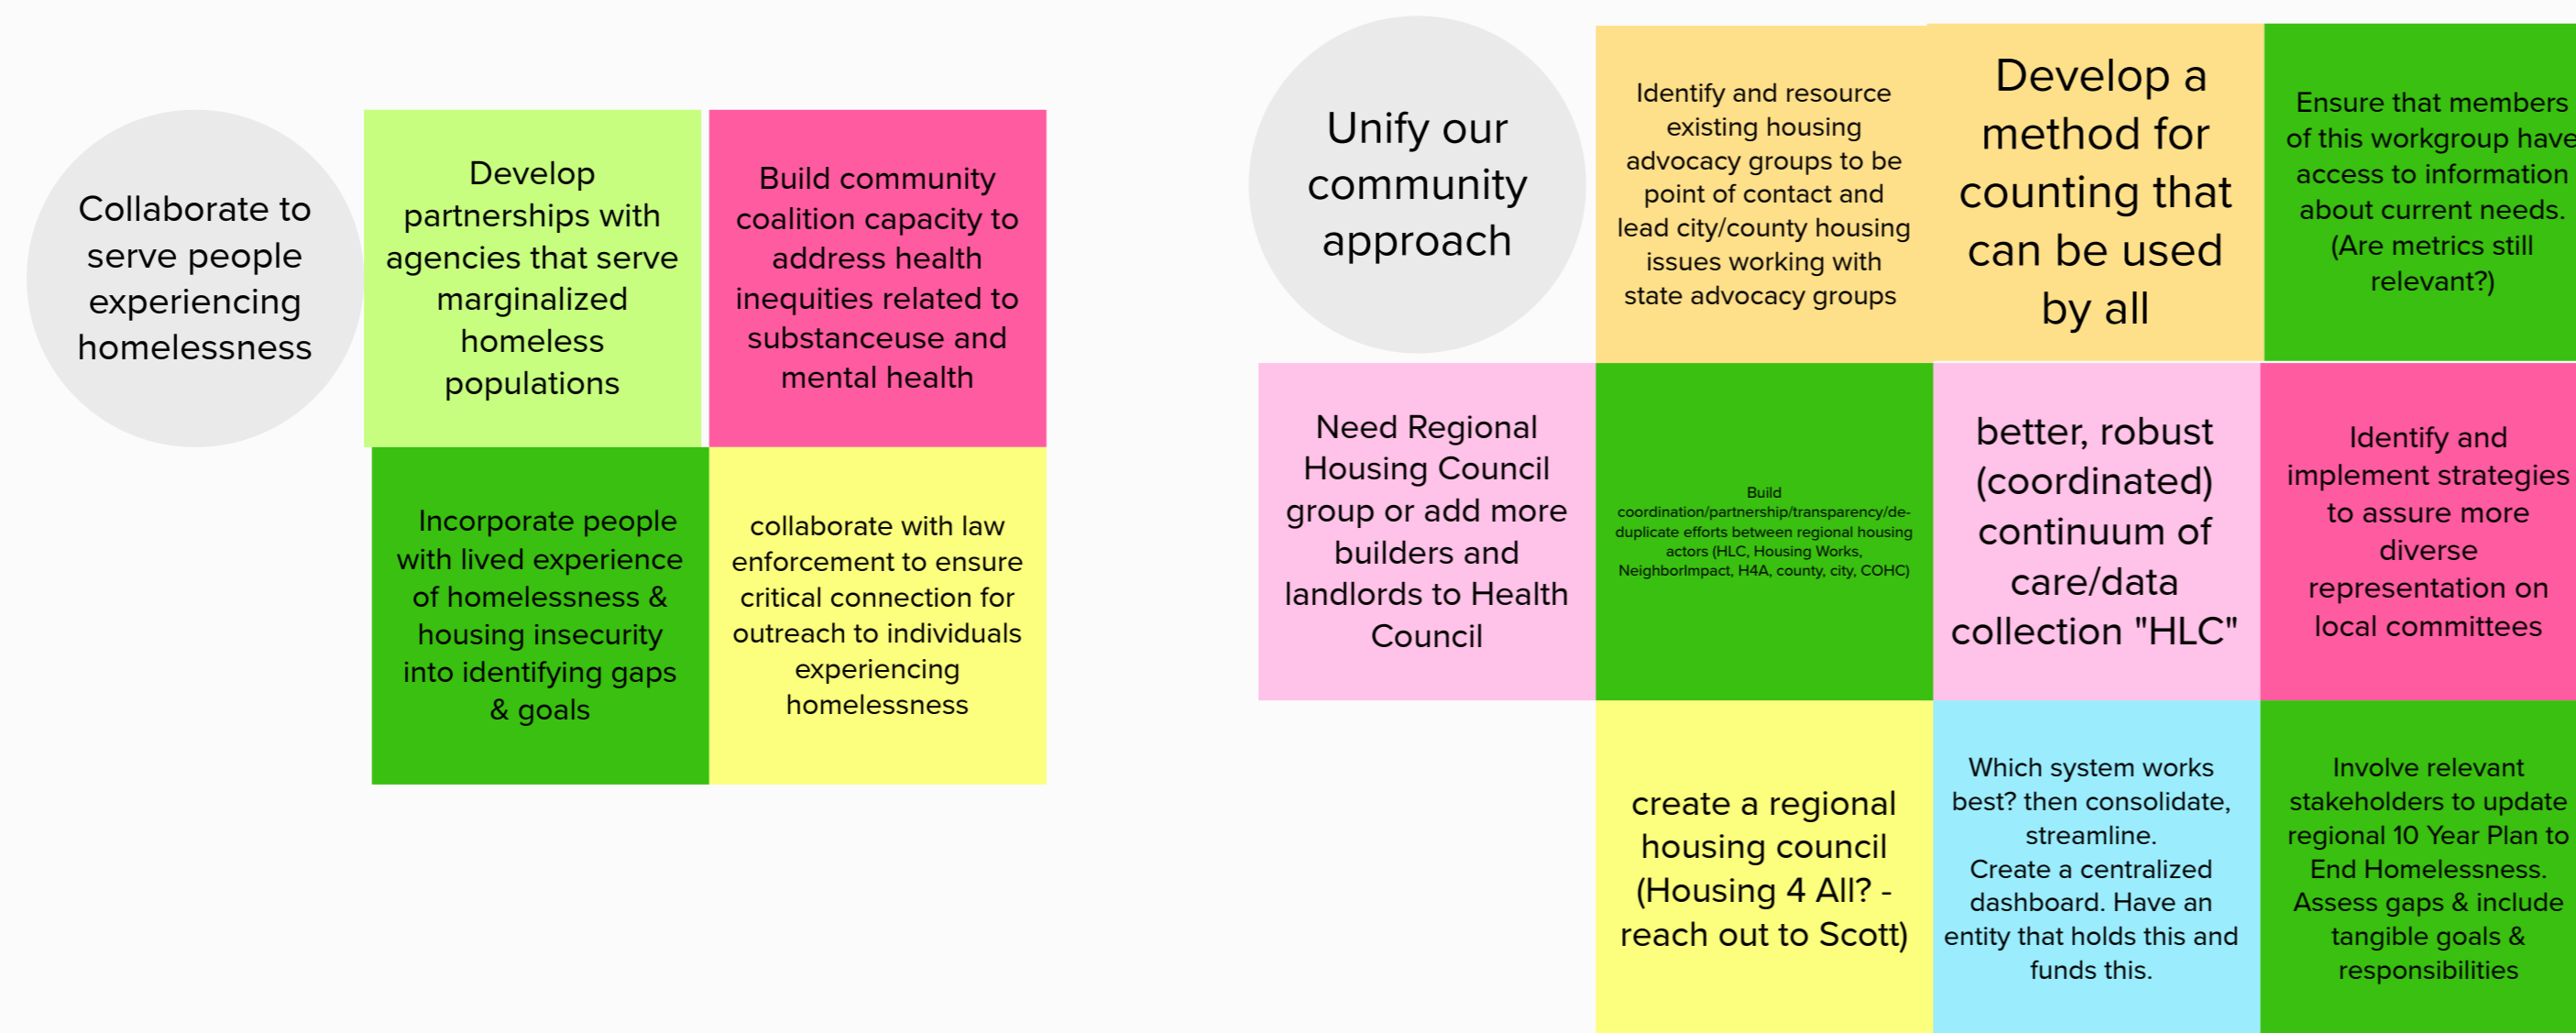 Collaborate to
serve people
experiencing
homelessness
Develop
partnerships with
agencies that serve
marginalized
homeless
populations
Build community
coalition capacity to
address health
inequities related to
substanceuse and
mental health
Incorporate people
with lived experience
of homelessness &
housing insecurity
into identifying gaps
& goals
collaborate with law
enforcement to ensure
critical connection for
outreach to individuals
experiencing
homelessness
Unify our
community
approach
Identify and resource
existing housing
advocacy groups to be
point of contact and
lead city/county housing
issues working with
state advocacy groups
Develop a
method for
counting that
can be used
by all
Ensure that members
of this workgroup have
access to information
about current needs.
(Are metrics still
relevant?)
Need Regional
Housing Council
group or add more
builders and
landlords to Health
Council
Build
coordination/partnership/transparency/de-
duplicate efforts between regional housing
actors (HLC, Housing Works,
NeighborImpact, H4A, county, city, COHC)
better, robust
(coordinated)
continuum of
care/data
collection "HLC"
Identify and
implement strategies
to assure more
diverse
representation on
local committees
create a regional
housing council
(Housing 4 All? -
reach out to Scott)
Which system works
best? then consolidate,
streamline.
Create a centralized
dashboard. Have an
entity that holds this and
funds this.
Involve relevant
stakeholders to update
regional 10 Year Plan to
End Homelessness.
Assess gaps & include
tangible goals &
responsibilities